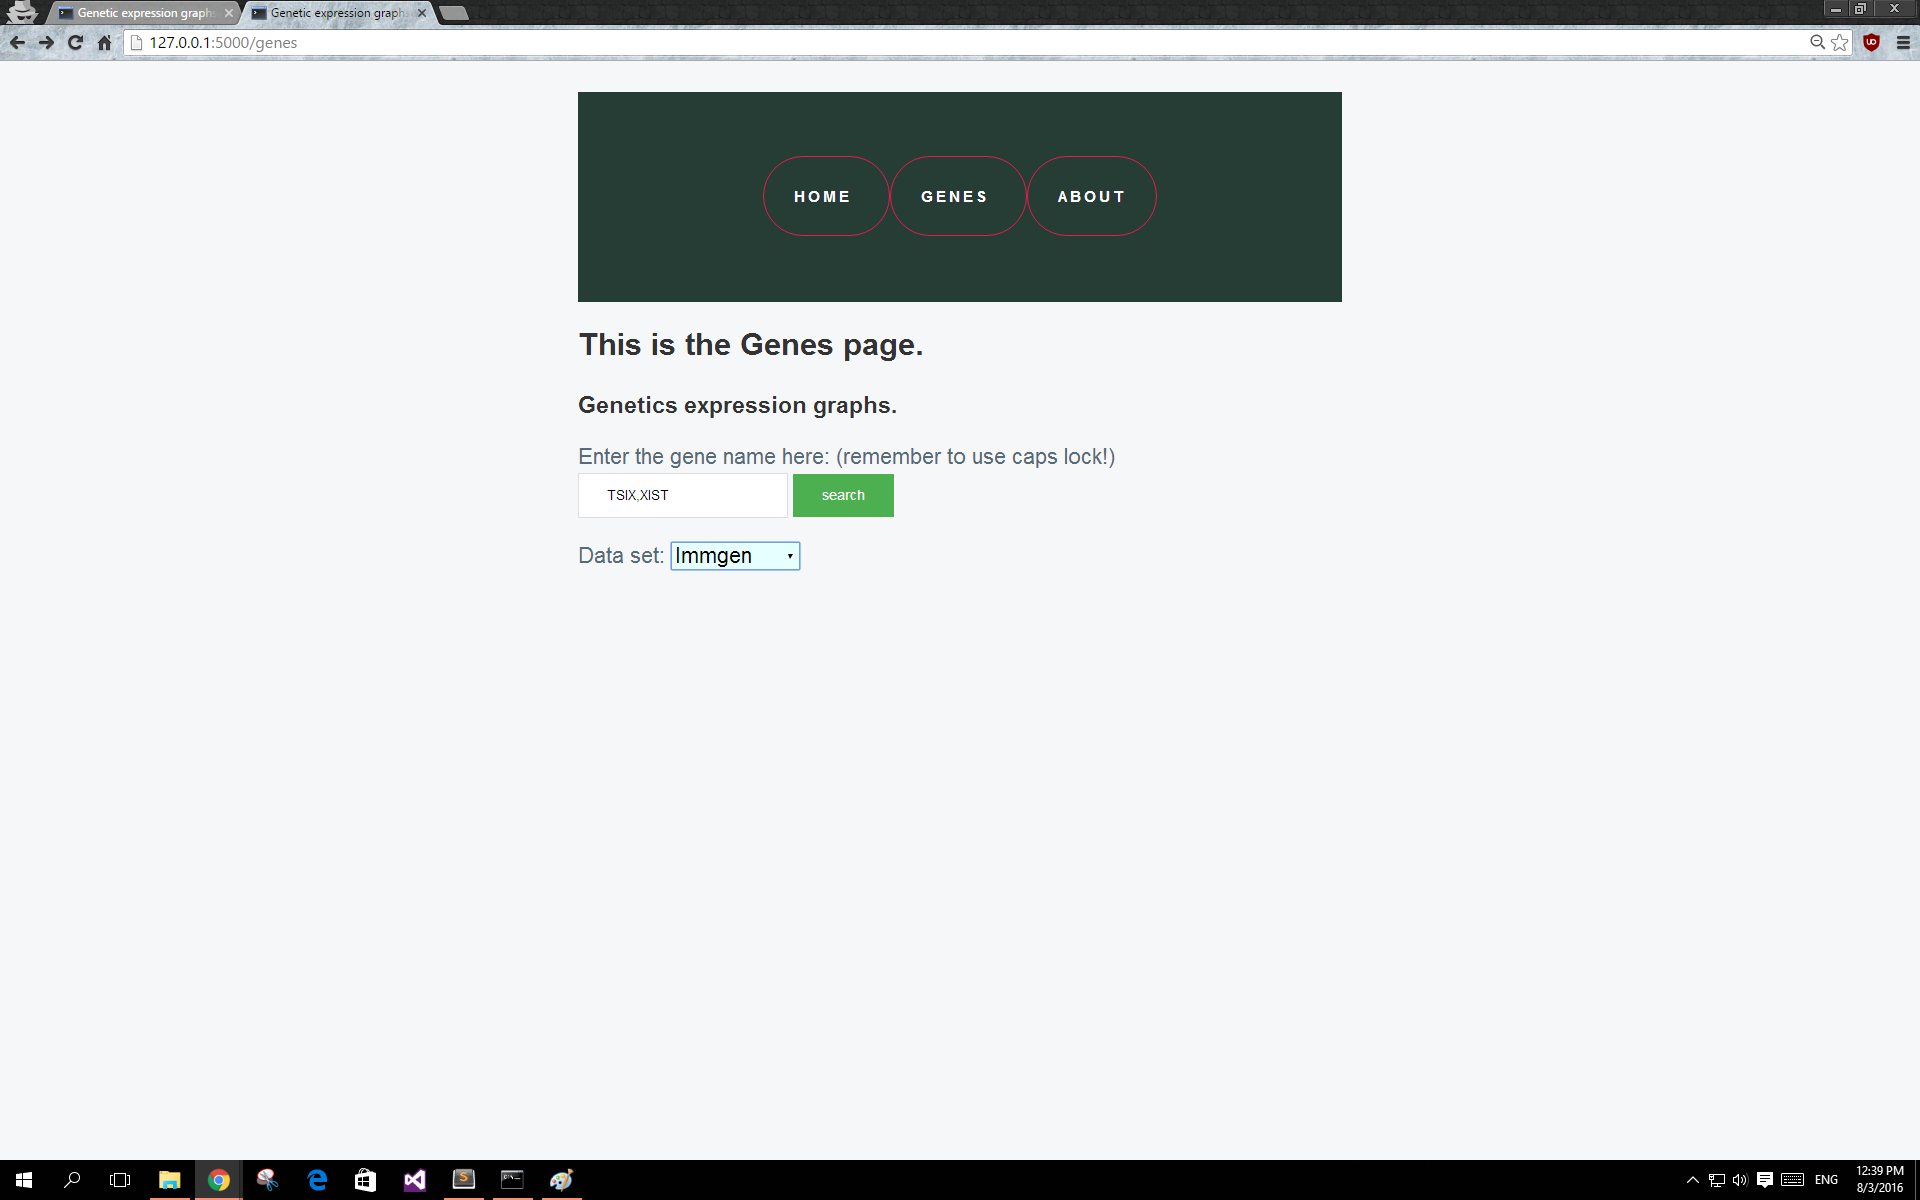 Genetic expression graph
Genetic expression graph
127.0.0.1:5000/genes
HOME
GENES
ABOUT
This is the Genes page.
Genetics expression graphs.
Enter the gene name here: (remember to use caps lock!)
TSIX,XIST
search
Data set: Immgen
ENG
12:39 PM
8/3/2016